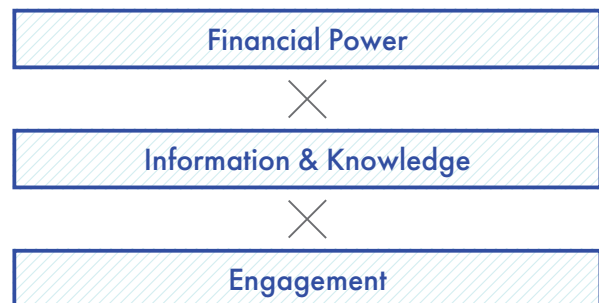 Financial Power
×
Information & Knowledge
×
Engagement